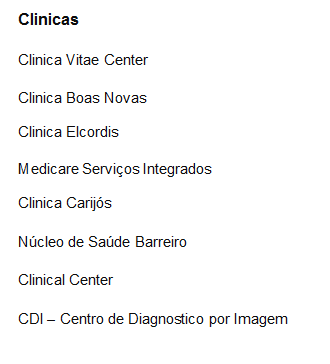 Clinicas
Clinica Vitae Center
Clinica Boas Novas
Clinica Elcordis
Medicare Serviços Integrados
Clinica Carijós
Núcleo de Saúde Barreiro
Clinical Center
CDI – Centro de Diagnostico por Imagem